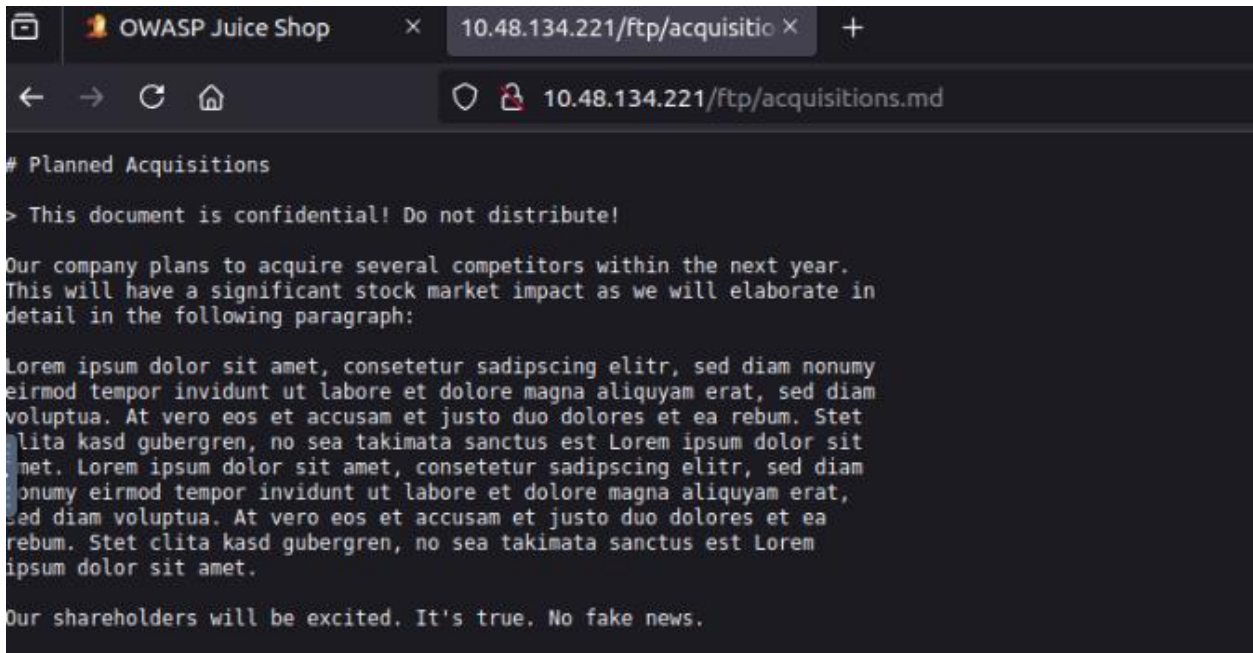 OWASP Juice Shop
10.48.134.221/ftp/acquisitio
10.48.134.221/ftp/acquisitions.md
# Planned Acquisitions
> This document is confidential! Do not distribute!
Our company plans to acquire several competitors within the next year.
This will have a significant stock market impact as we will elaborate in
detail in the following paragraph:
Lorem ipsum dolor sit amet, consetetur sadipscing elitr, sed diam nonumy
eirmod tempor invidunt ut labore et dolore magna aliquyam erat, sed diam
voluptua. At vero eos et accusam et justo duo dolores et ea rebum. Stet
lita kasd gubergren, no sea takimata sanctus est Lorem ipsum dolor sit
met. Lorem ipsum dolor sit amet, consetetur sadipscing elitr, sed diam
onumy eirmod tempor invidunt ut labore et dolore magna aliquyam erat,
sed diam voluptua. At vero eos et accusam et justo duo dolores et ea
rebum. Stet clita kasd gubergren, no sea takimata sanctus est Lorem
ipsum dolor sit amet.
Our shareholders will be excited. It's true. No fake news.